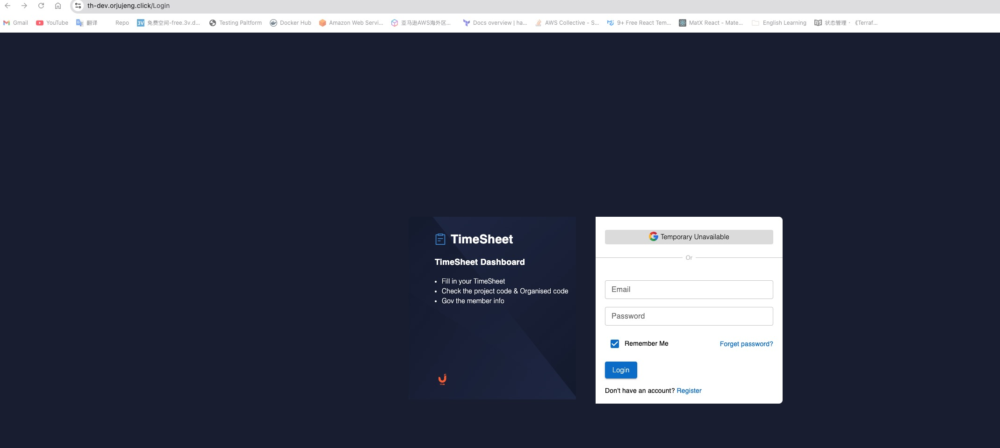 th-dev.orjujeng.click/Login
Gmail YouTube 翻译 Repo 3V 免费空间-free.3v.d... Testing Paltform Docker Hub Amazon Web Servi... 亚马逊AWS海外区... Docs overview | ha... AWS Collective - S... 9+ Free React Tem... MatX React - Mate... English Learning 状态管理 · 《Terraf...
TimeSheet
TimeSheet Dashboard
• Fill in your TimeSheet
• Check the project code & Organised code
• Gov the member info
Temporary Unavailable
Or
Email
Password
Remember Me Forget password?
Login
Don't have an account? Register